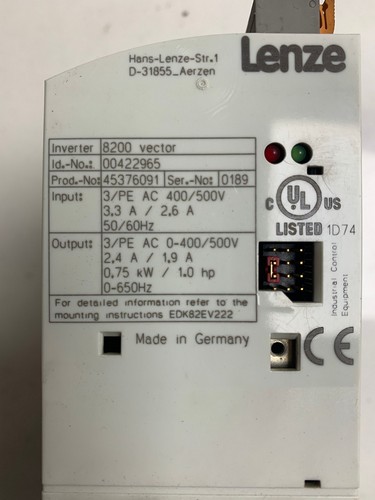 Hans-Lenze-Str.1
D-31855_Aerzen
Lenze
Inverter 8200 vector
Id.-No.: 00422965
Prod.-No: 45376091 Ser.-No: 0189
Input: 3/PE AC 400/500V
3,3 A / 2,6 A
50/60Hz
Output: 3/PE AC 0-400/500V
2,4 A / 1,9 A
0,75 kW / 1.0 hp
0-650Hz
For detailed information refer to the
mounting instructions EDK82EV222
Made in Germany
C UL US
LISTED 1D74
Industrial Control
Equipment
CE